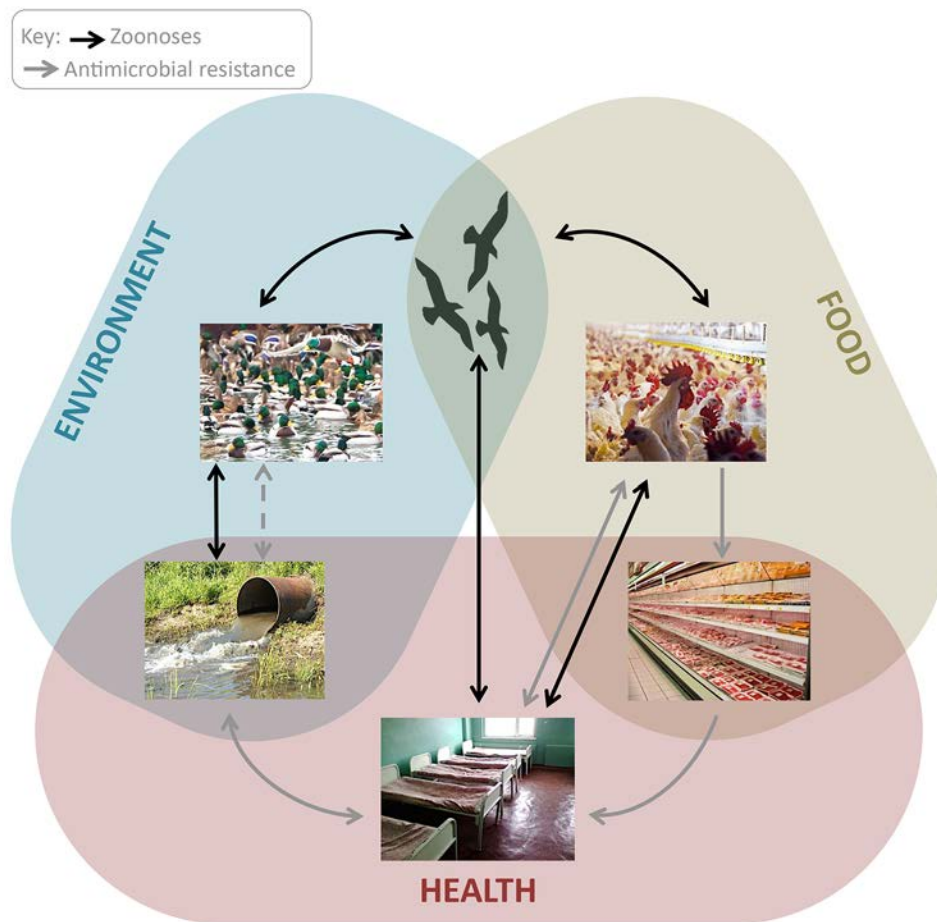 Key: Zoonoses
Antimicrobial resistance
ENVIRONMENT
FOOD
HEALTH